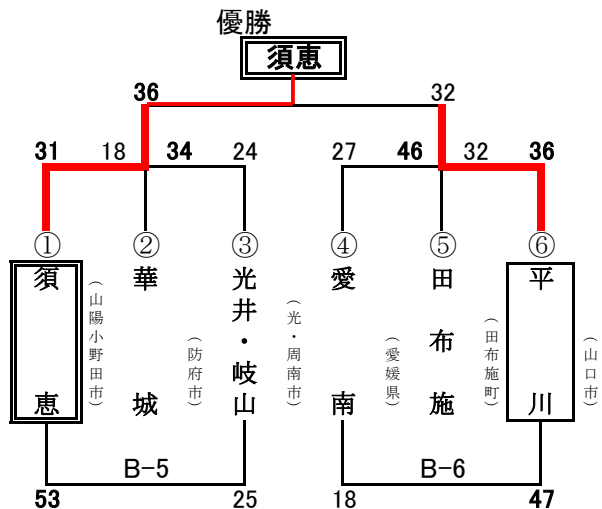 優勝
須恵
36 32
31 18 34 24 27 46 32 36
① ② ③ ④ ⑤ ⑥
須恵
(山陽小野田市)
華城
(防府市)
光井・岐山
(光・周南市)
愛南
(愛媛県)
田布施
(田布施町)
平川
(山口市)
B-5 B-6
53 25 18 47